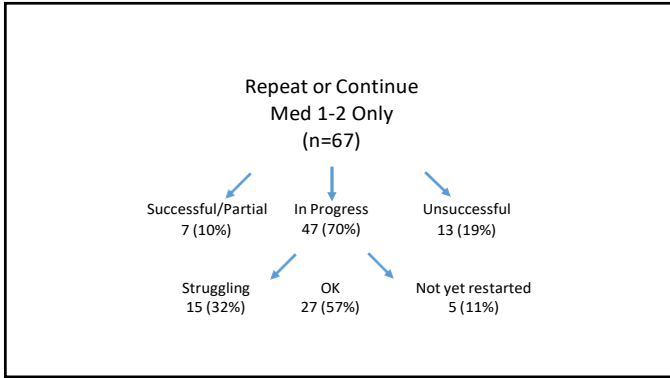 Repeat or Continue
Med 1-2 Only
(n=67)
Successful/Partial
7 (10%)
In Progress
47 (70%)
Unsuccessful
13 (19%)
Struggling
15 (32%)
OK
27 (57%)
Not yet restarted
5 (11%)